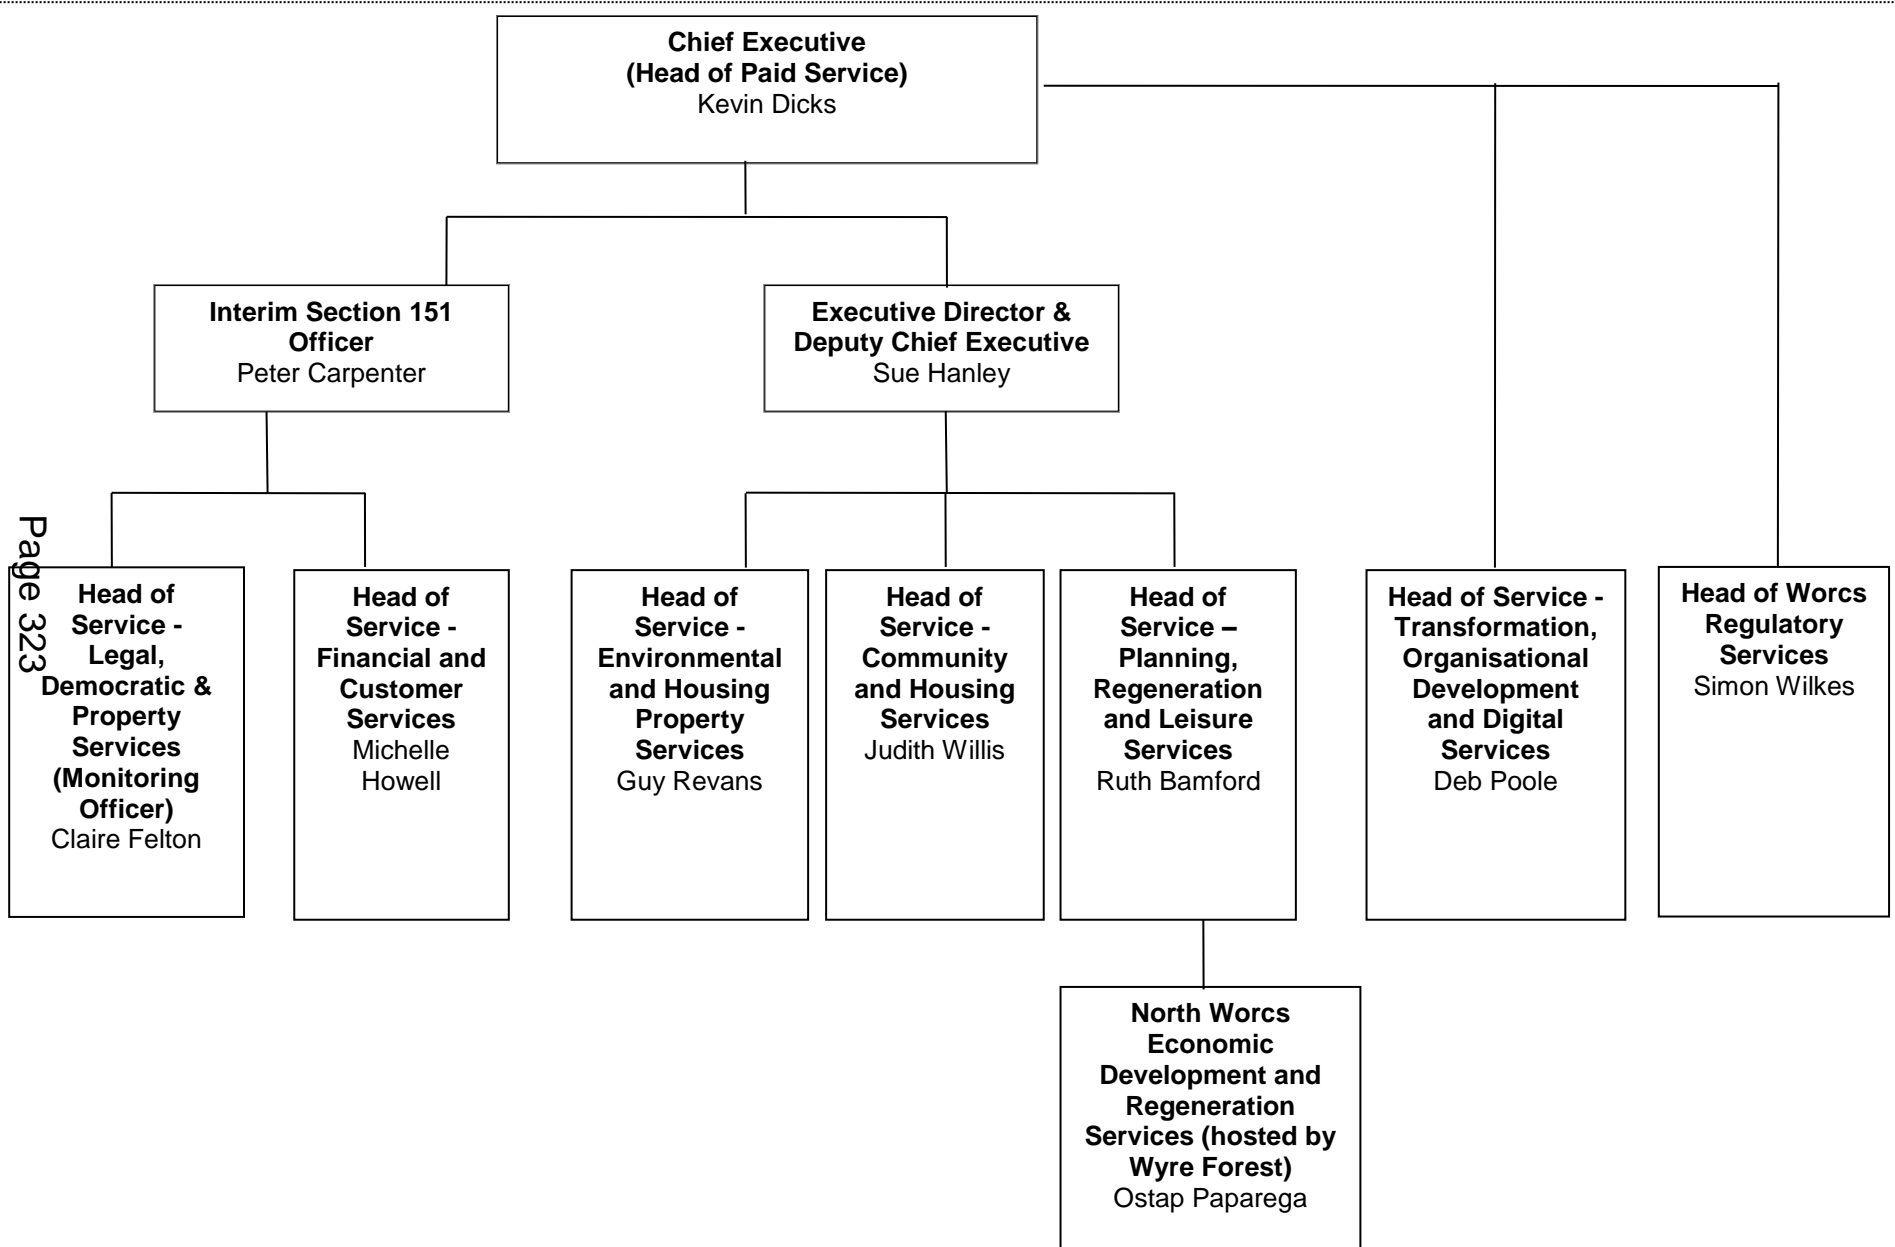 Chief Executive
(Head of Paid Service)
Kevin Dicks
Interim Section 151
Officer
Peter Carpenter
Executive Director &
Deputy Chief Executive
Sue Hanley
Page 323
Head of
Service -
Legal,
Democratic &
Property
Services
(Monitoring
Officer)
Claire Felton
Head of
Service -
Financial and
Customer
Services
Michelle
Howell
Head of
Service -
Environmental
and Housing
Property
Services
Guy Revans
Head of
Service -
Community
and Housing
Services
Judith Willis
Head of
Service –
Planning,
Regeneration
and Leisure
Services
Ruth Bamford
Head of Service -
Transformation,
Organisational
Development
and Digital
Services
Deb Poole
Head of Worcs
Regulatory
Services
Simon Wilkes
North Worcs
Economic
Development and
Regeneration
Services (hosted by
Wyre Forest)
Ostap Paparega